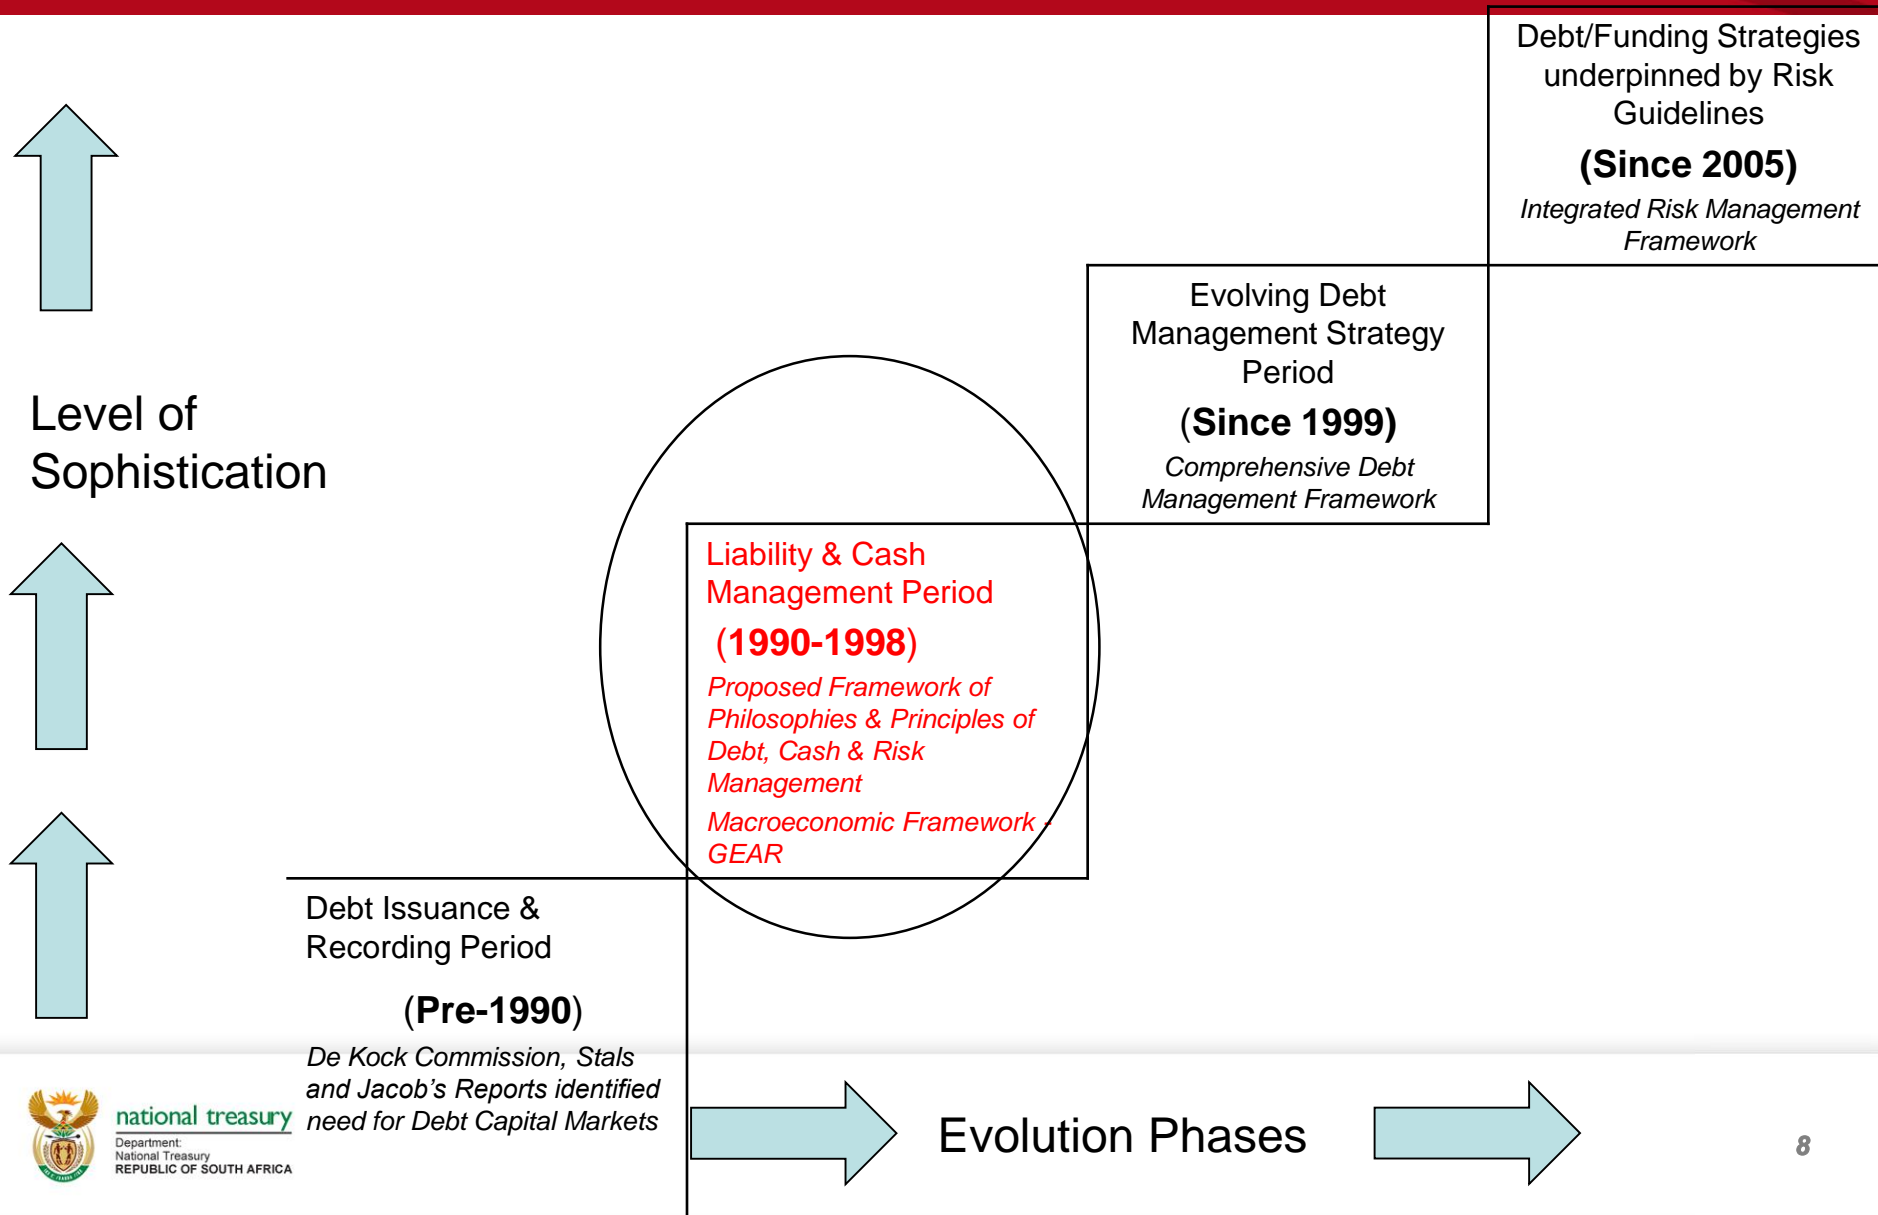 Debt/Funding Strategies
underpinned by Risk
Guidelines
(Since 2005)
Integrated Risk Management
Framework
Evolving Debt
Management Strategy
Period
(Since 1999)
Comprehensive Debt
Management Framework
Level of
Sophistication
Liability & Cash
Management Period
(1990-1998)
Proposed Framework of
Philosophies & Principles of
Debt, Cash & Risk
Management
Macroeconomic Framework -
GEAR
Debt Issuance &
Recording Period
(Pre-1990)
De Kock Commission, Stals
and Jacob's Reports identified
need for Debt Capital Markets
national treasury
Department:
National Treasury
REPUBLIC OF SOUTH AFRICA
Evolution Phases
8